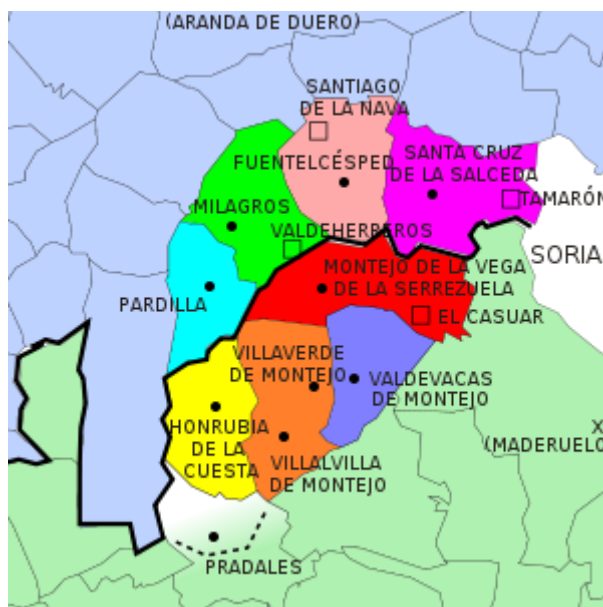 (ARANDA DE DUERO)
SANTIAGO
DE LA NAVA
FUENTELCÉSPED
SANTA CRUZ
DE LA SALCEDA
TAMARÓN
MILAGROS
VALDEHERREROS
SORIA
MONTEJO DE LA VEGA
DE LA SERREZUELA
PARDILLA
EL CASUAR
VILLAVERDE
DE MONTEJO
VALDEVACAS
DE MONTEJO
HONRUBIA
DE LA
CUESTA
X
(MADERUELO
VILLALVILLA
DE MONTEJO
PRADALES